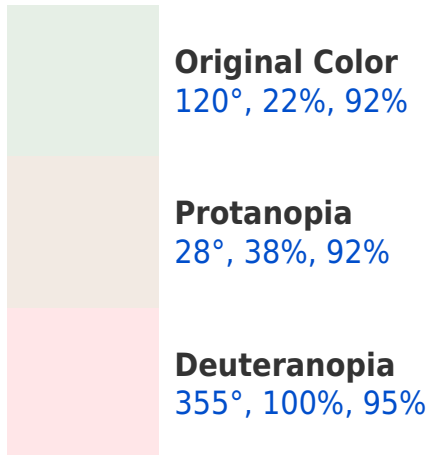 Original Color
120°, 22%, 92%
Protanopia
28°, 38%, 92%
Deuteranopia
355°, 100%, 95%